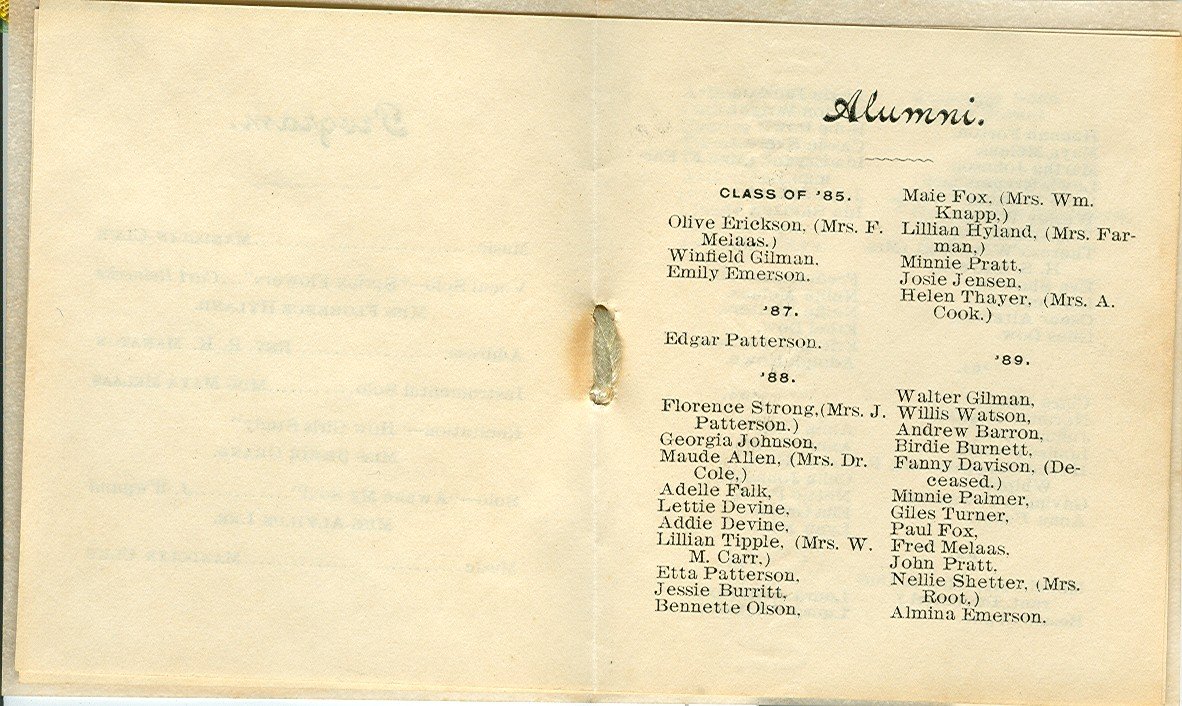 Alumni.
CLASS OF '85.
Olive Erickson, (Mrs. F.
Melaas.)
Winfield Gilman.
Emily Emerson.
'87.
Edgar Patterson.
'88.
Florence Strong,(Mrs. J.
Patterson.)
Georgia Johnson,
Maude Allen, (Mrs. Dr.
Cole,)
Adelle Falk,
Lettie Devine,
Addie Devine,
Lillian Tipple, (Mrs. W.
M. Carr.)
Etta Patterson,
Jessie Burritt,
Bennette Olson,
Maie Fox, (Mrs. Wm.
Knapp,)
Lillian Hyland, (Mrs. Far-
man,)
Minnie Pratt,
Josie Jensen,
Helen Thayer, (Mrs. A.
Cook.)
'89.
Walter Gilman,
Willis Watson,
Andrew Barron,
Birdie Burnett,
Fanny Davison, (De-
ceased.)
Minnie Palmer,
Giles Turner,
Paul Fox,
Fred Melaas.
John Pratt.
Nellie Shetter, (Mrs.
Root,)
Almina Emerson,